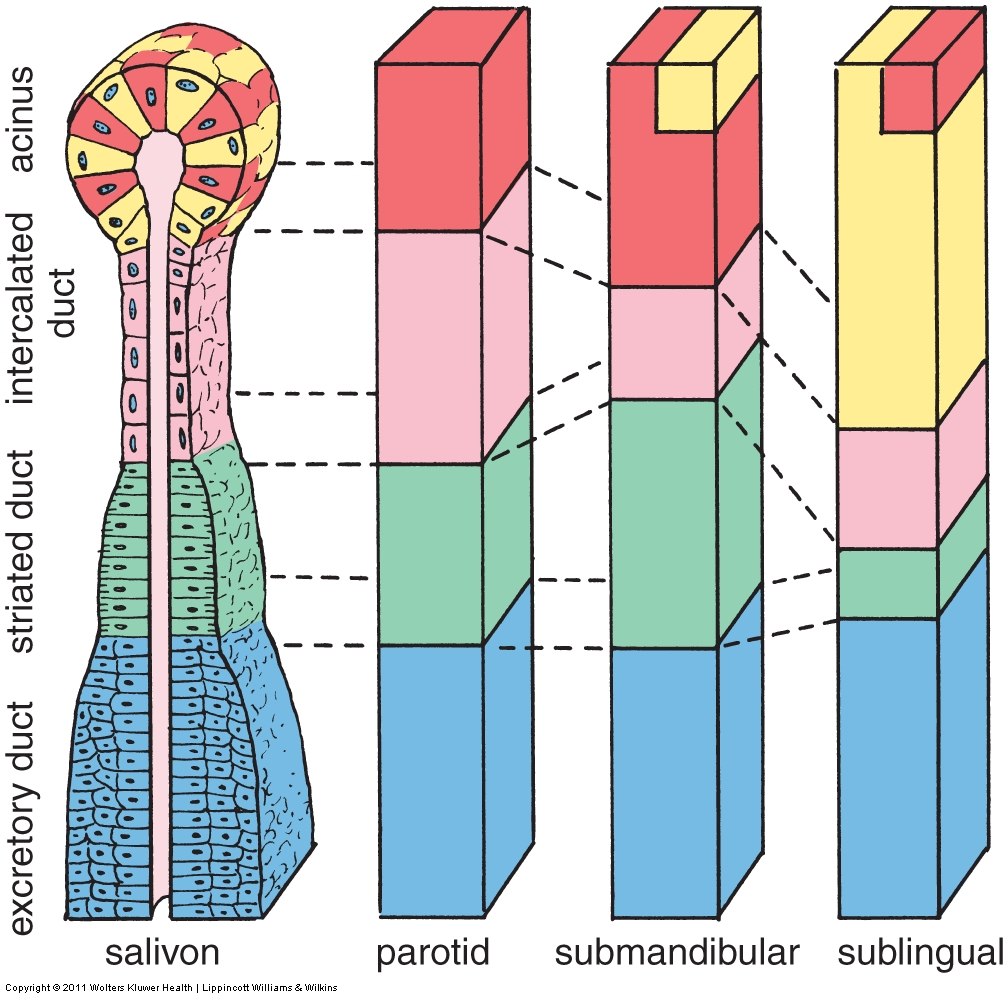 acinus
intercalated
duct
striated duct
excretory duct
salivon
parotid
submandibular
sublingual
Copyright © 2011 Wolters Kluwer Health | Lippincott Williams & Wilkins